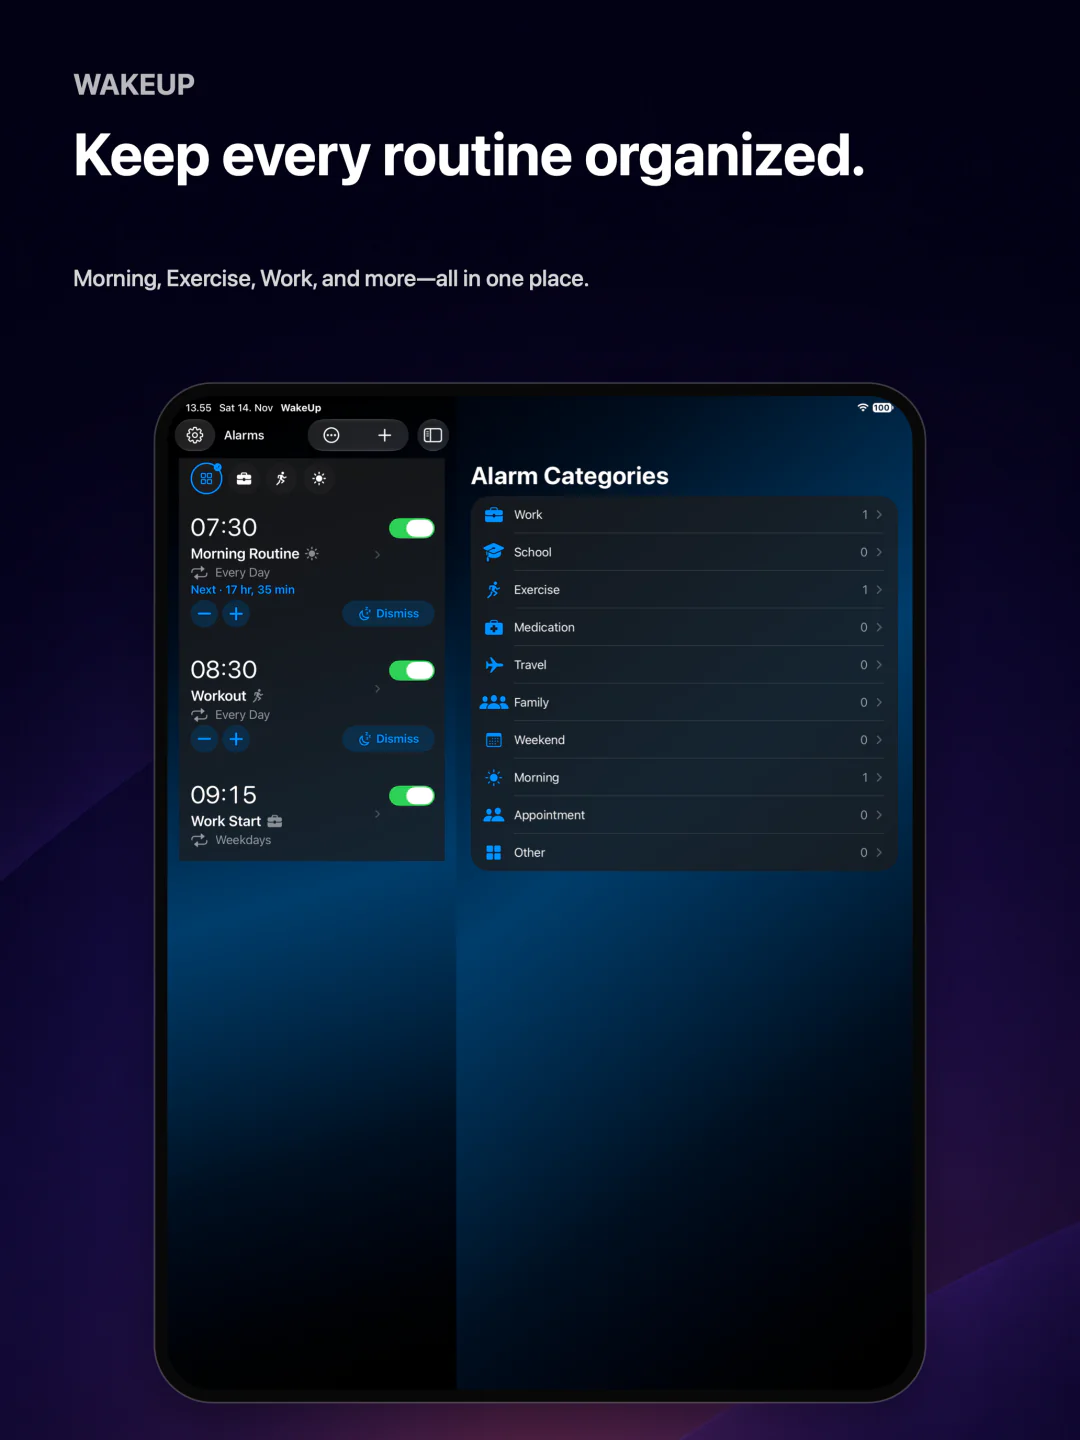 WAKEUP
Keep every routine organized.
Morning, Exercise, Work, and more—all in one place.
13.55 Sat 14. Nov WakeUp
100
Alarms
07:30
Morning Routine
Every Day
Next · 17 hr, 35 min
Dismiss
08:30
Workout
Every Day
Dismiss
09:15
Work Start
Weekdays
Alarm Categories
Work 1
School 0
Exercise 1
Medication 0
Travel 0
Family 0
Weekend 0
Morning 1
Appointment 0
Other 0